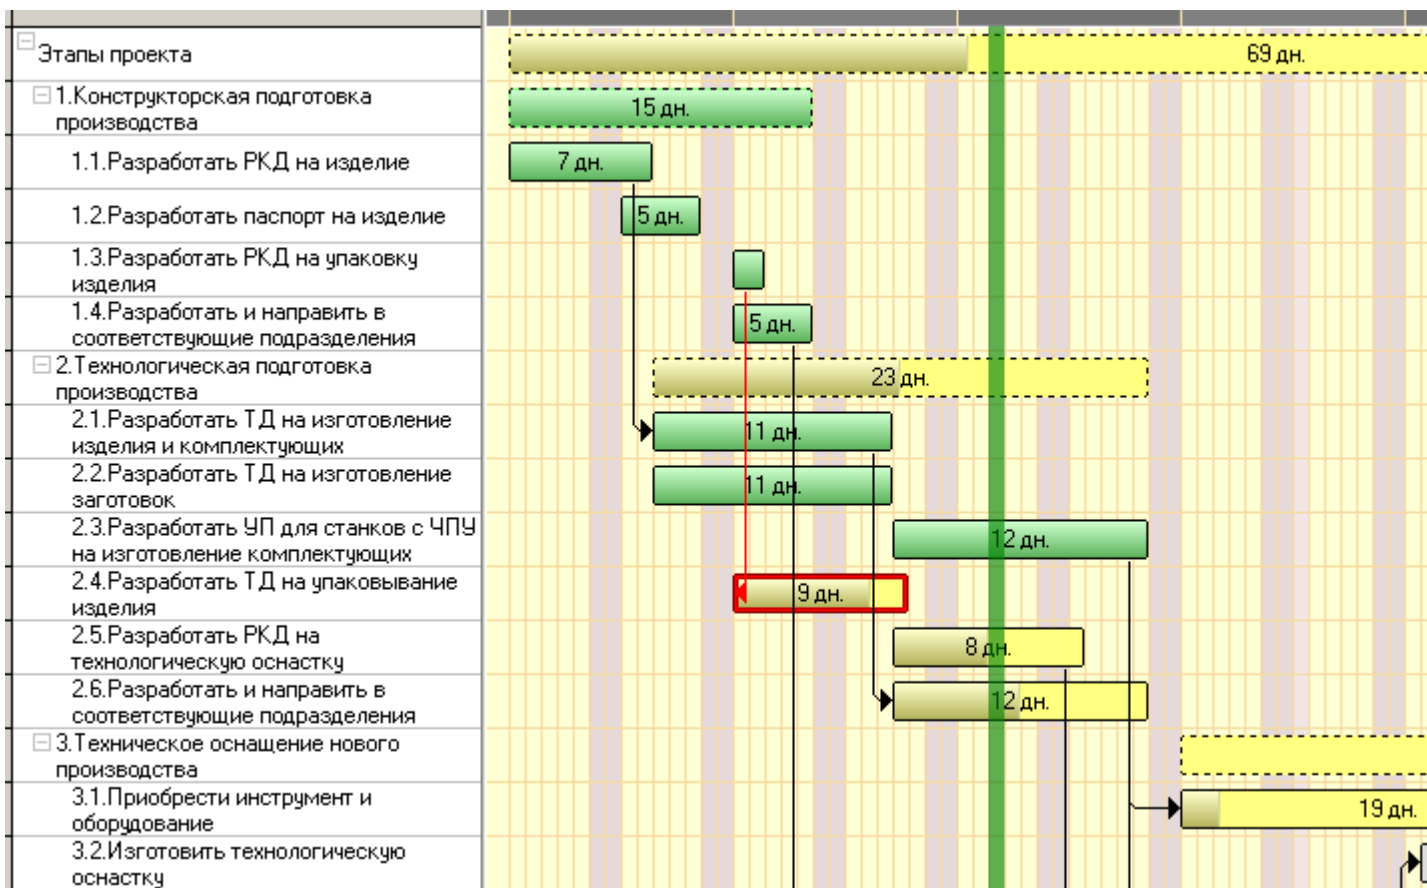 Этапы проекта
69 дн.
1.Конструкторская подготовка
производства
15 дн.
1.1.Разработать РКД на изделие
7 дн.
1.2.Разработать паспорт на изделие
5 дн.
1.3.Разработать РКД на упаковку
изделия
1.4.Разработать и направить в
соответствующие подразделения
5 дн.
2.Технологическая подготовка
производства
23 дн.
2.1.Разработать ТД на изготовление
изделия и комплектующих
11 дн.
2.2.Разработать ТД на изготовление
заготовок
11 дн.
2.3.Разработать УП для станков с ЧПУ
на изготовление комплектующих
12 дн.
2.4.Разработать ТД на упаковывание
изделия
9 дн.
2.5.Разработать РКД на
технологическую оснастку
8 дн.
2.6.Разработать и направить в
соответствующие подразделения
12 дн.
3.Техническое оснащение нового
производства
3.1.Приобрести инструмент и
оборудование
19 дн.
3.2.Изготовить технологическую
оснастку